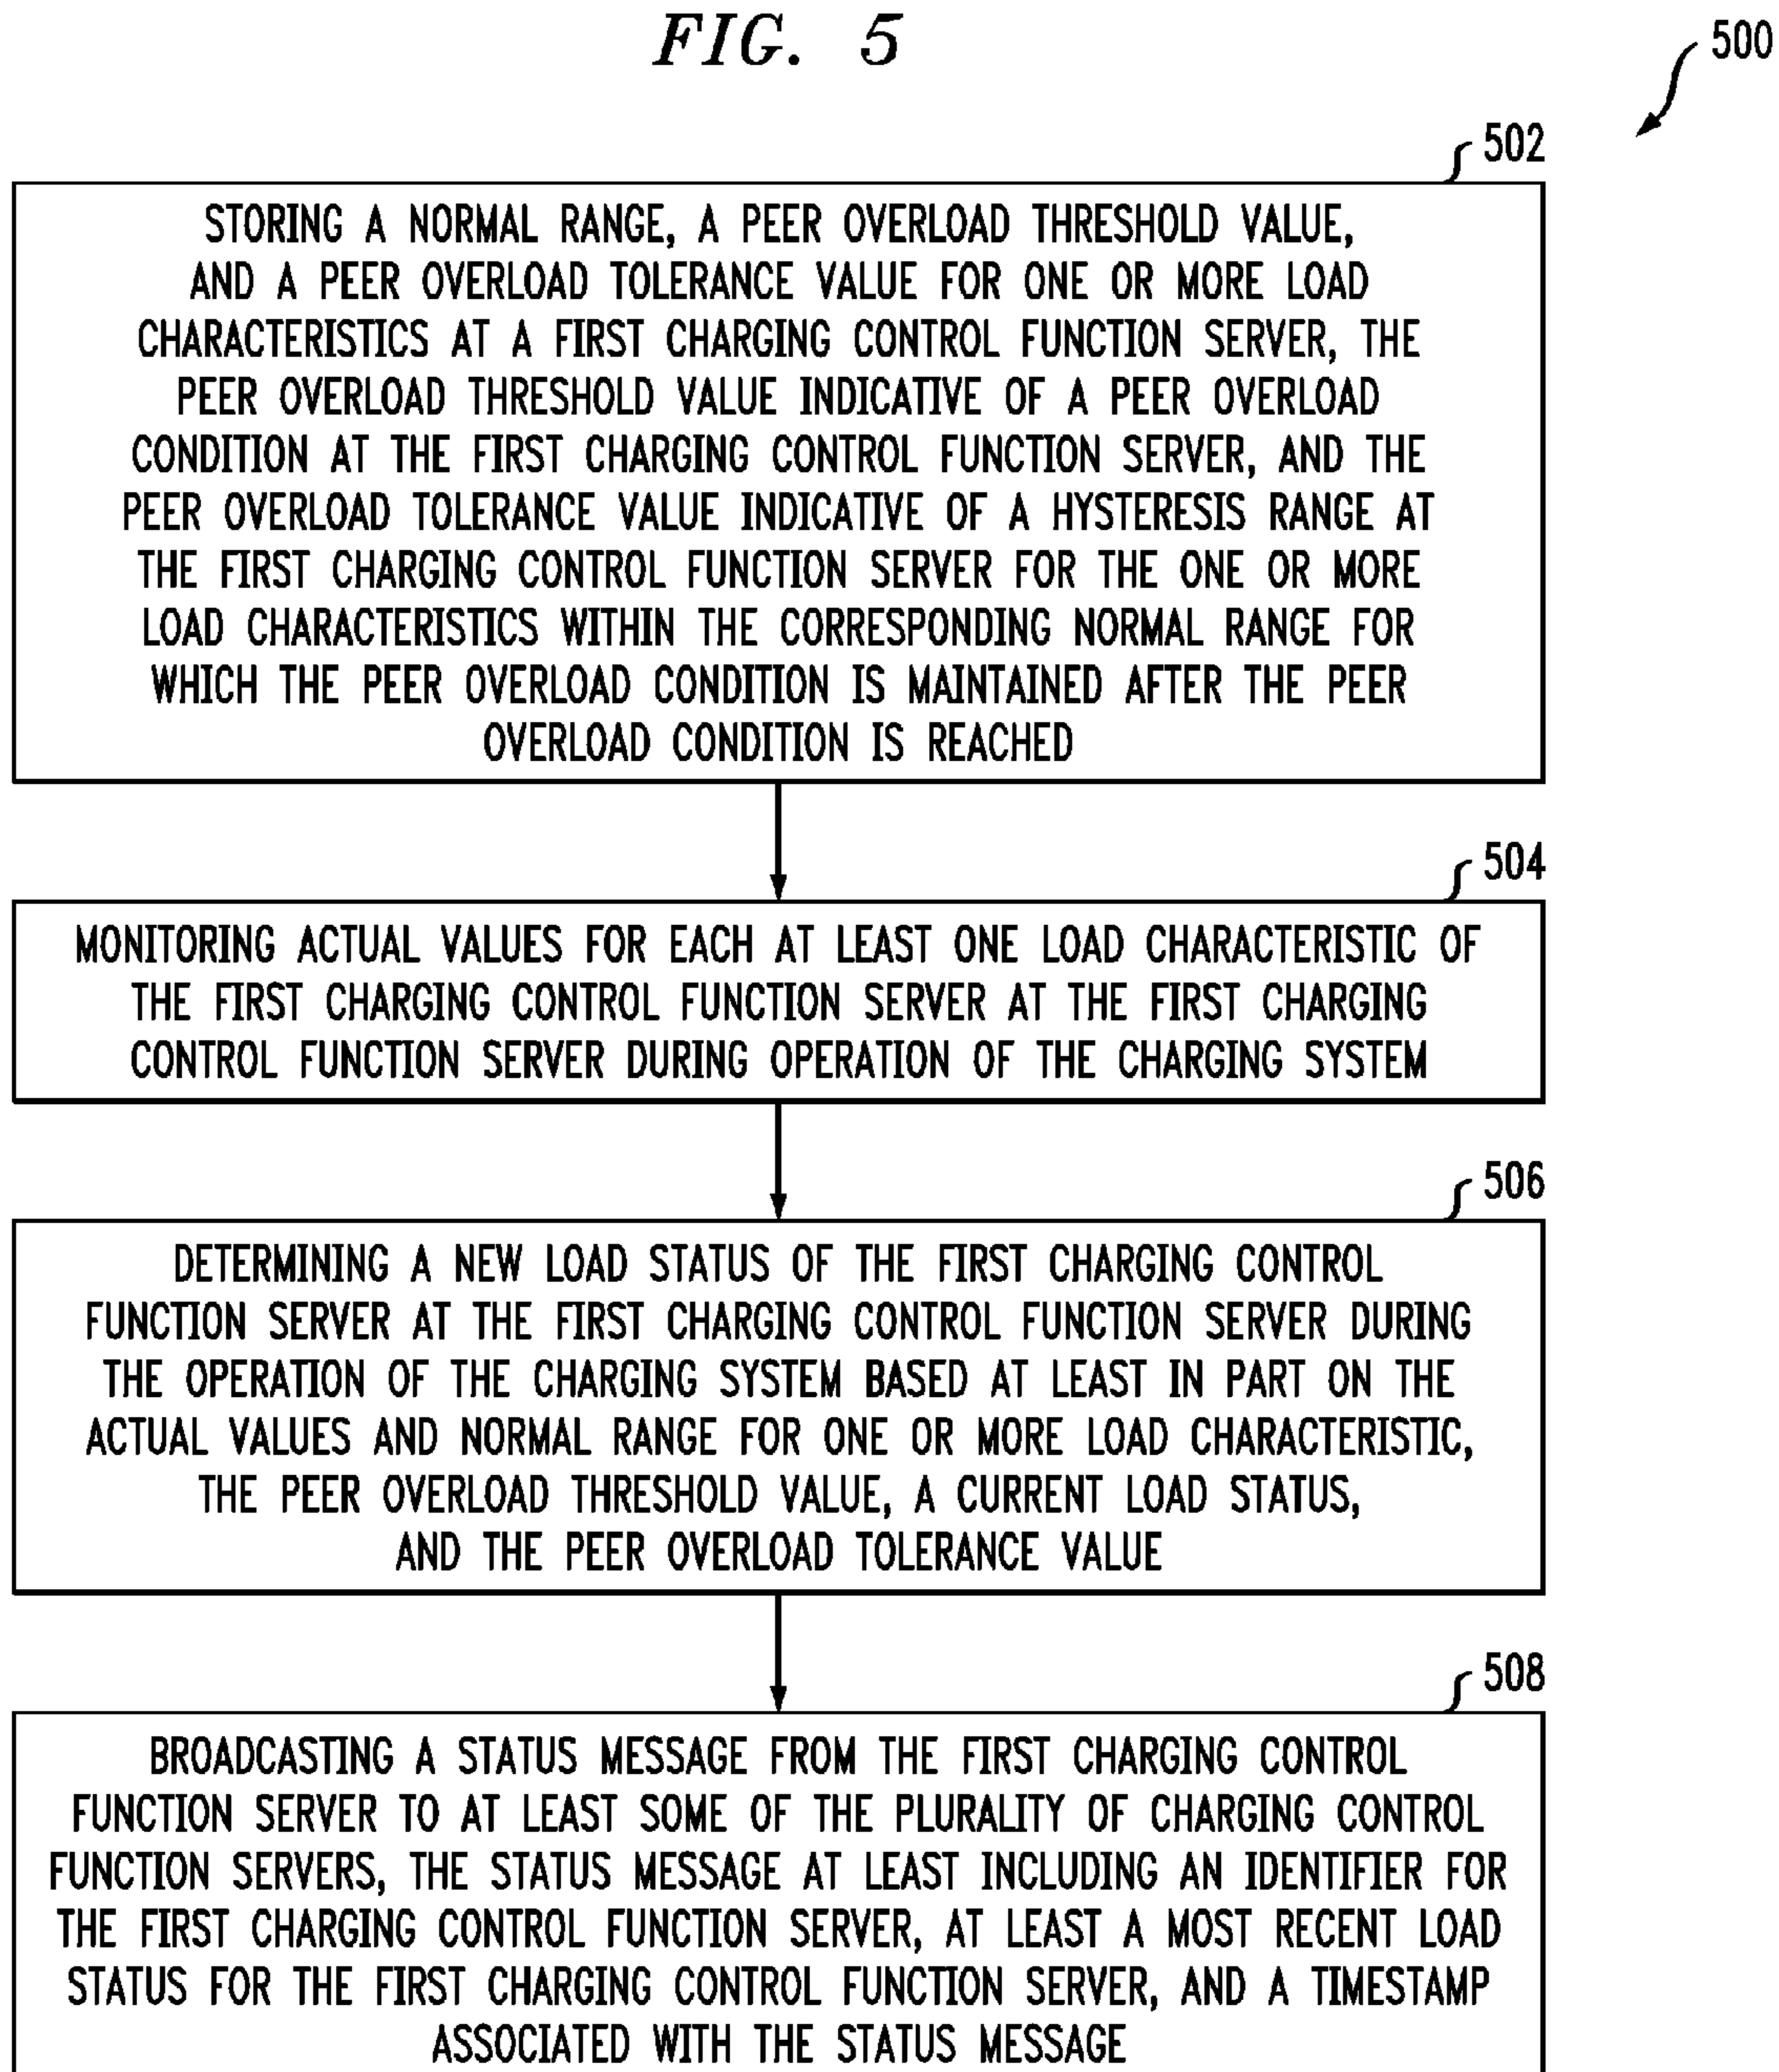 FIG. 5
500
502
STORING A NORMAL RANGE, A PEER OVERLOAD THRESHOLD VALUE,
AND A PEER OVERLOAD TOLERANCE VALUE FOR ONE OR MORE LOAD
CHARACTERISTICS AT A FIRST CHARGING CONTROL FUNCTION SERVER, THE
PEER OVERLOAD THRESHOLD VALUE INDICATIVE OF A PEER OVERLOAD
CONDITION AT THE FIRST CHARGING CONTROL FUNCTION SERVER, AND THE
PEER OVERLOAD TOLERANCE VALUE INDICATIVE OF A HYSTERESIS RANGE AT
THE FIRST CHARGING CONTROL FUNCTION SERVER FOR THE ONE OR MORE
LOAD CHARACTERISTICS WITHIN THE CORRESPONDING NORMAL RANGE FOR
WHICH THE PEER OVERLOAD CONDITION IS MAINTAINED AFTER THE PEER
OVERLOAD CONDITION IS REACHED
504
MONITORING ACTUAL VALUES FOR EACH AT LEAST ONE LOAD CHARACTERISTIC OF
THE FIRST CHARGING CONTROL FUNCTION SERVER AT THE FIRST CHARGING
CONTROL FUNCTION SERVER DURING OPERATION OF THE CHARGING SYSTEM
506
DETERMINING A NEW LOAD STATUS OF THE FIRST CHARGING CONTROL
FUNCTION SERVER AT THE FIRST CHARGING CONTROL FUNCTION SERVER DURING
THE OPERATION OF THE CHARGING SYSTEM BASED AT LEAST IN PART ON THE
ACTUAL VALUES AND NORMAL RANGE FOR ONE OR MORE LOAD CHARACTERISTIC,
THE PEER OVERLOAD THRESHOLD VALUE, A CURRENT LOAD STATUS,
AND THE PEER OVERLOAD TOLERANCE VALUE
508
BROADCASTING A STATUS MESSAGE FROM THE FIRST CHARGING CONTROL
FUNCTION SERVER TO AT LEAST SOME OF THE PLURALITY OF CHARGING CONTROL
FUNCTION SERVERS, THE STATUS MESSAGE AT LEAST INCLUDING AN IDENTIFIER FOR
THE FIRST CHARGING CONTROL FUNCTION SERVER, AT LEAST A MOST RECENT LOAD
STATUS FOR THE FIRST CHARGING CONTROL FUNCTION SERVER, AND A TIMESTAMP
ASSOCIATED WITH THE STATUS MESSAGE